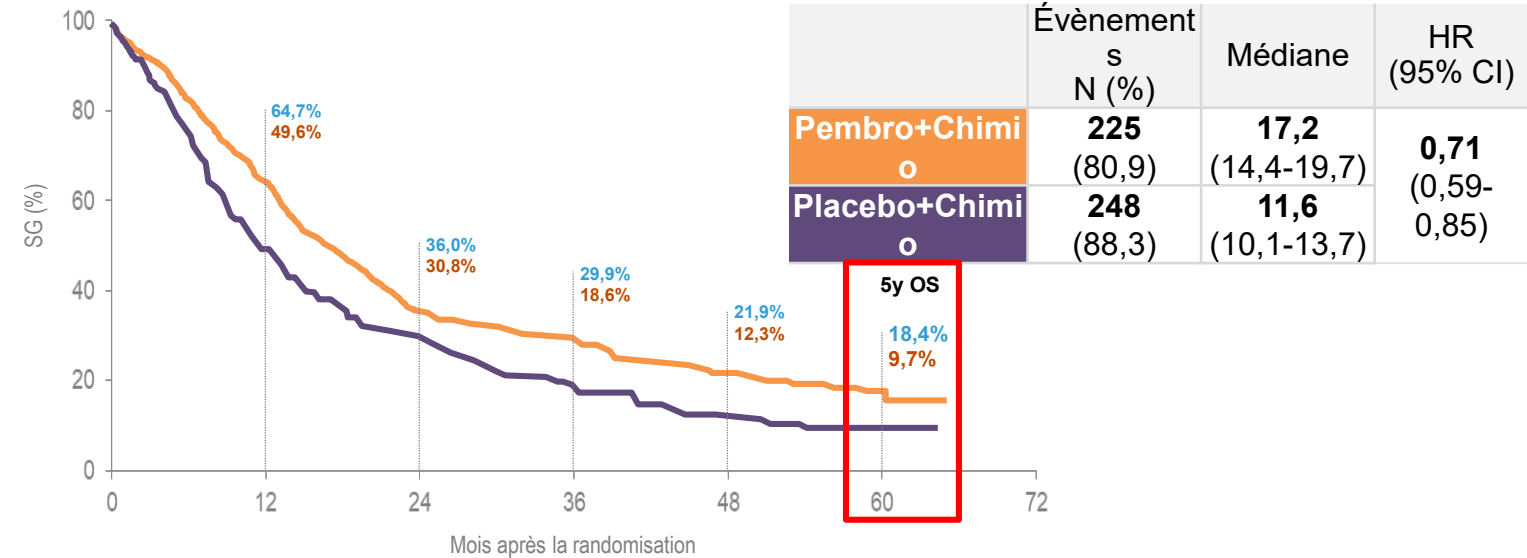 Évènement
s
N (%)
Médiane
HR
(95% CI)
Pembro+Chimi
o
225
(80,9)
17,2
(14,4-19,7)
0,71
(0,59-
0,85)
Placebo+Chimi
o
248
(88,3)
11,6
(10,1-13,7)
SG (%)
100
80
60
40
20
0
64,7%
49,6%
36,0%
30,8%
29,9%
18,6%
21,9%
12,3%
5y OS
18,4%
9,7%
0
12
24
36
48
60
72
Mois après la randomisation